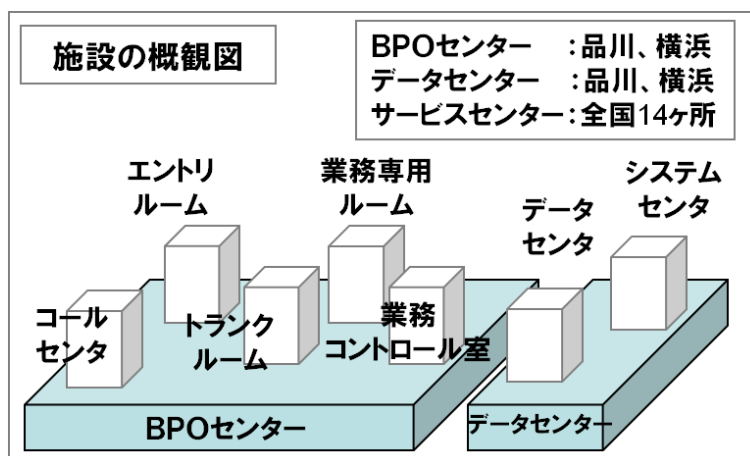 施設の概観図
BPOセンター　：品川、横浜
データセンター　：品川、横浜
サービスセンター：全国14ヶ所
エントリ
ルーム
業務専用
ルーム
データ
センタ
システム
センタ
コール
センタ
トランク
ルーム
業務
コントロール室
BPOセンター
データセンター